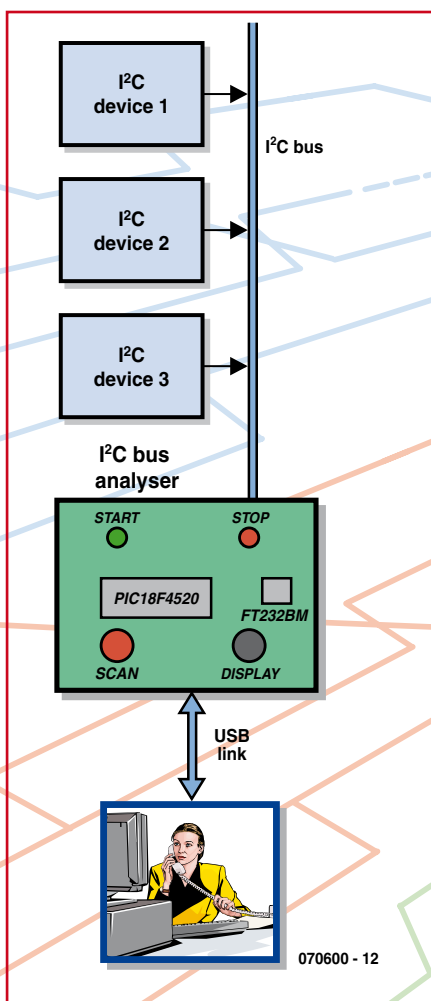 I²C
device 1
I²C bus
I²C
device 2
I²C
device 3
I²C bus
analyser
START
STOP
PIC18F4520
FT232BM
SCAN
DISPLAY
USB
link
070600 - 12